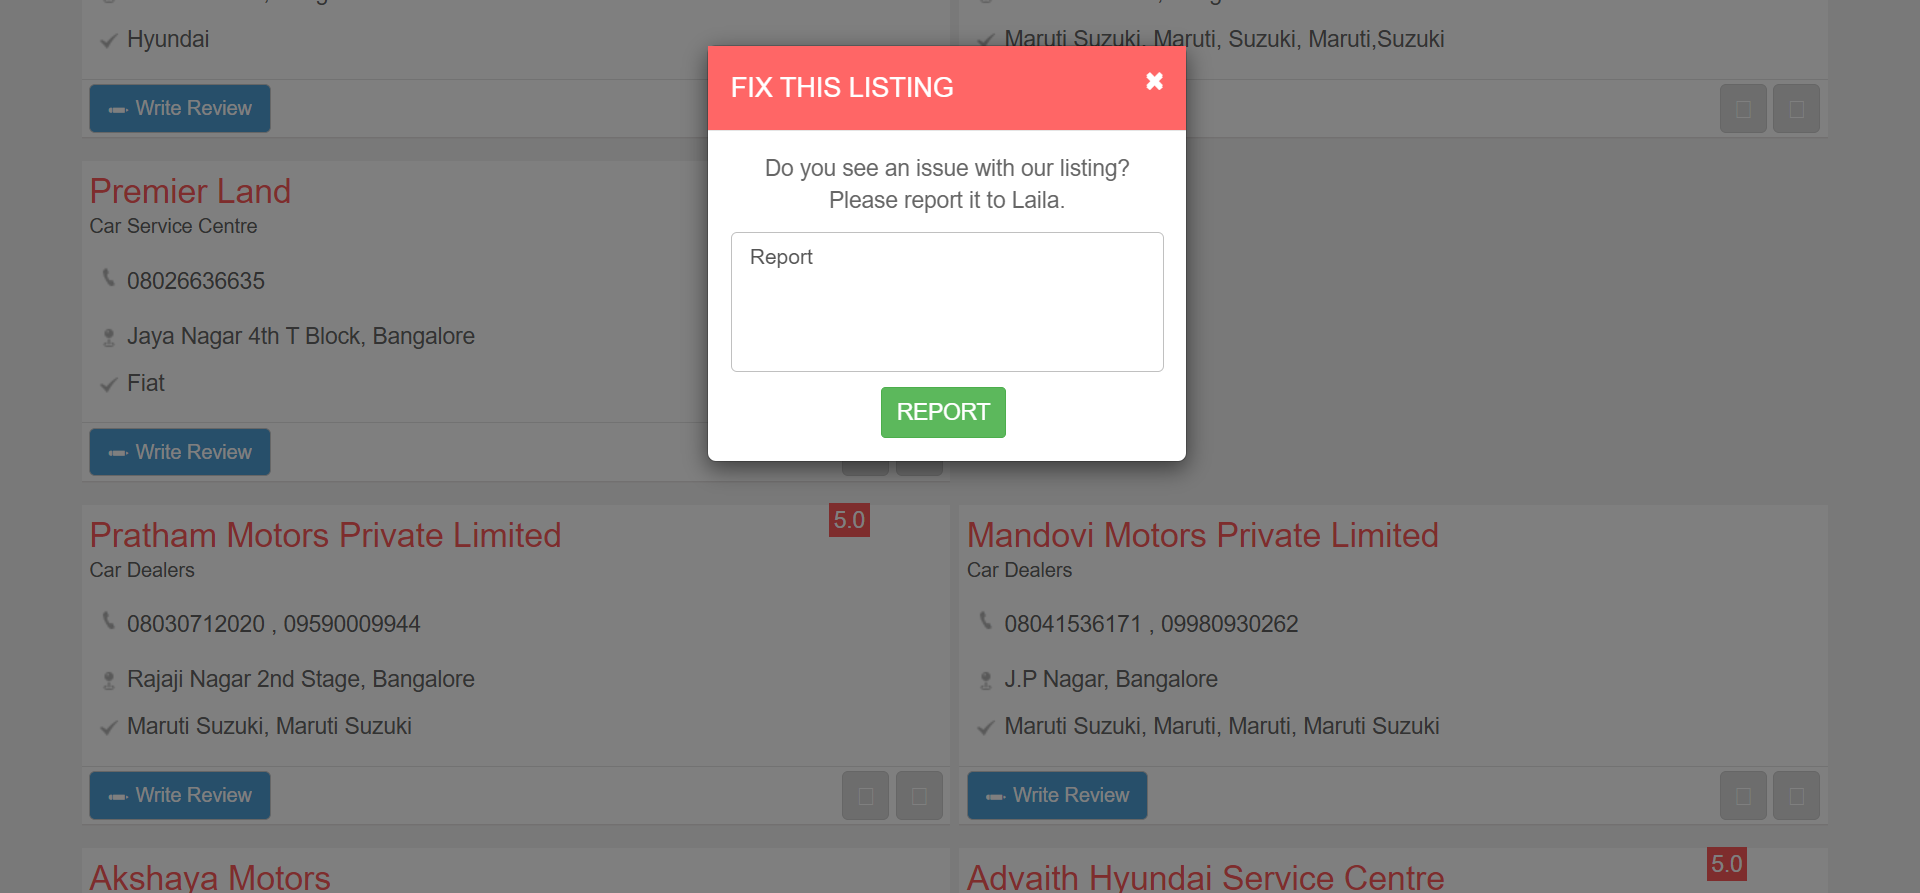 Hyundai
Maruti Suzuki, Maruti, Suzuki, Maruti,Suzuki
Write Review
FIX THIS LISTING
Do you see an issue with our listing?
Please report it to Laila.
Report
REPORT
Premier Land
Car Service Centre
08026636635
Jaya Nagar 4th T Block, Bangalore
Fiat
Write Review
Pratham Motors Private Limited
5.0
Car Dealers
08030712020 , 09590009944
Rajaji Nagar 2nd Stage, Bangalore
Maruti Suzuki, Maruti Suzuki
Write Review
Mandovi Motors Private Limited
Car Dealers
08041536171 , 09980930262
J.P Nagar, Bangalore
Maruti Suzuki, Maruti, Maruti, Maruti Suzuki
Write Review
Akshaya Motors
Advaith Hyundai Service Centre
5.0